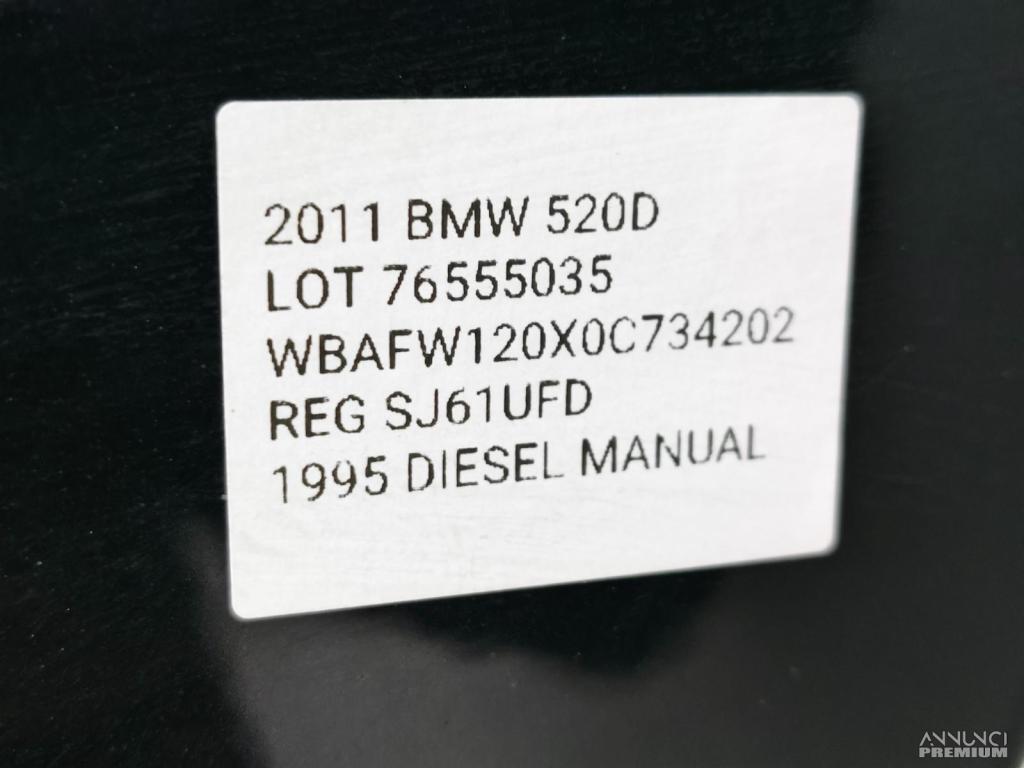 2011 BMW 520D
LOT 76555035
WBAFW120X0C734202
REG SJ61UFD
1995 DIESEL MANUAL
ANNUNCI
PREMIUM